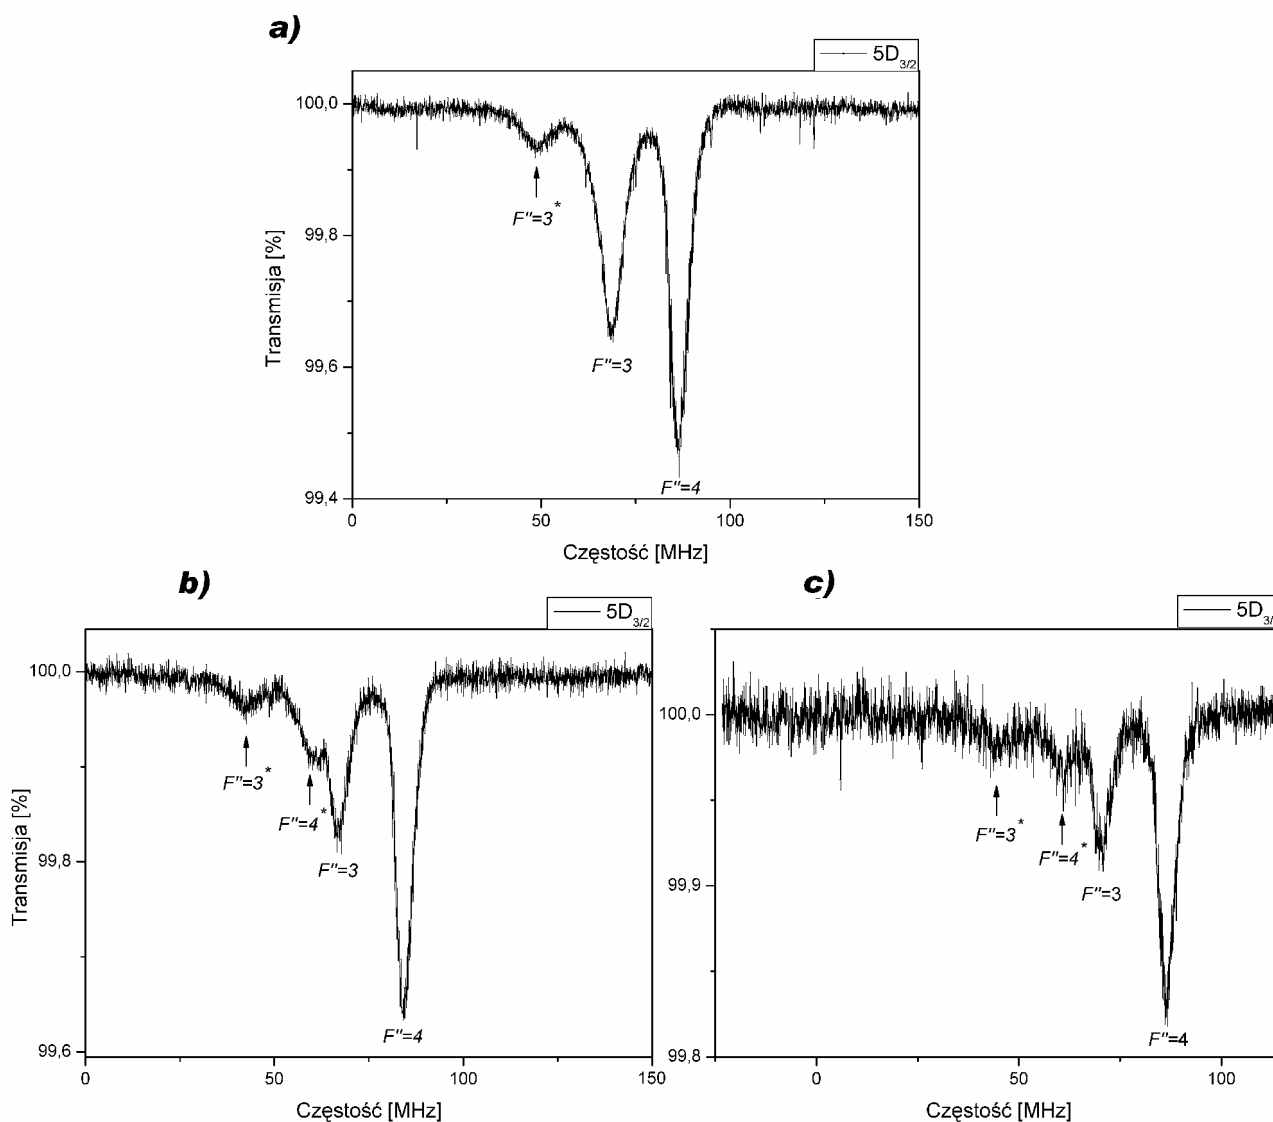 a)
5D3/2
100,0
99,8
99,6
99,4
Transmisja [%]
F"=3*
F"=3
F"=4
0 50 100 150
Częstość [MHz]
b)
5D3/2
100,0
99,8
99,6
Transmisja [%]
F"=3*
F"=4*
F"=3
F"=4
0 50 100 150
Częstość [MHz]
c)
5D3/
100,0
99,9
99,8
F"=3*
F"=4*
F"=3
F"=4
0 50 100
Częstość [MHz]